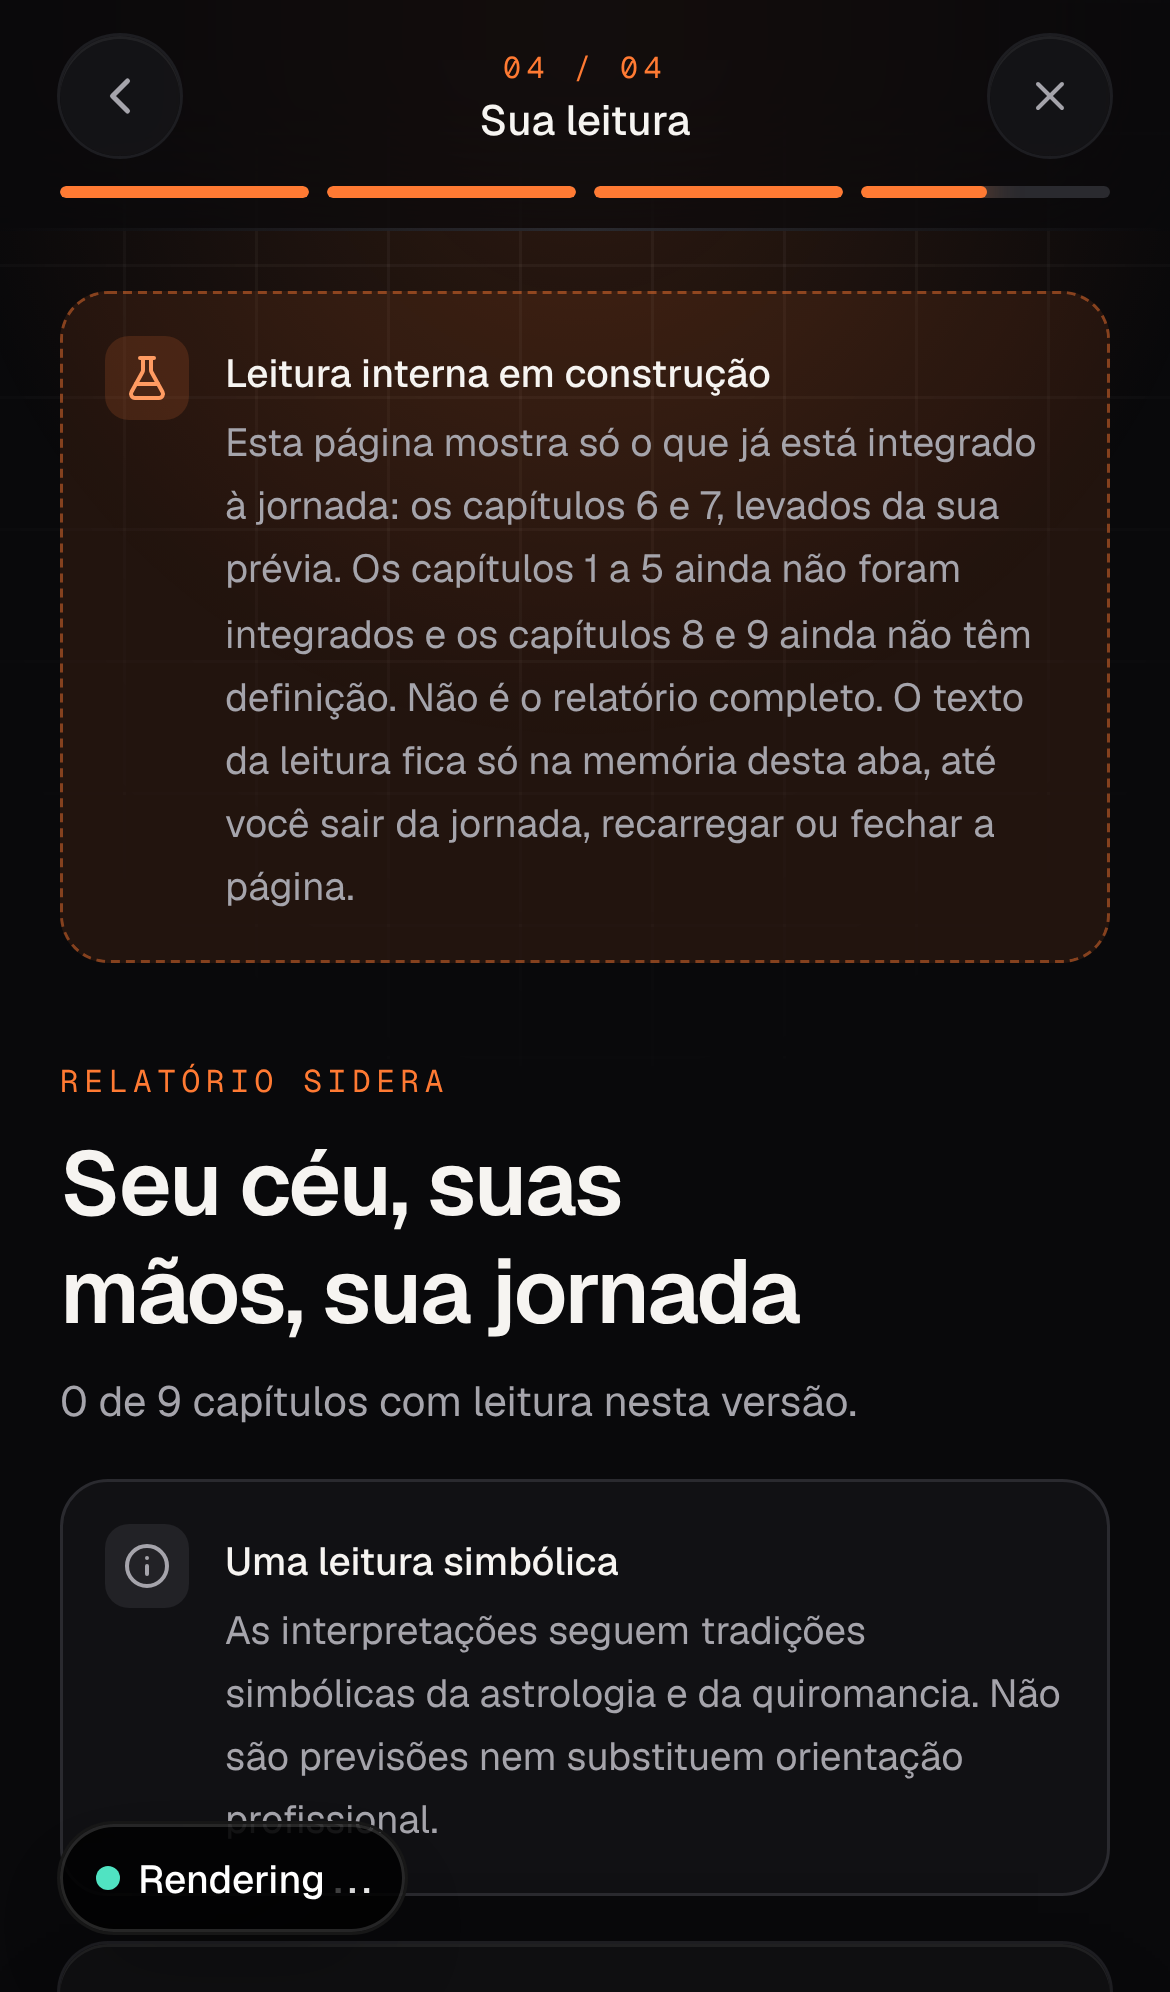 04 / 04
Sua leitura
Leitura interna em construção
Esta página mostra só o que já está integrado
à jornada: os capítulos 6 e 7, levados da sua
prévia. Os capítulos 1 a 5 ainda não foram
integrados e os capítulos 8 e 9 ainda não têm
definição. Não é o relatório completo. O texto
da leitura fica só na memória desta aba, até
você sair da jornada, recarregar ou fechar a
página.
RELATÓRIO SIDERA
Seu céu, suas
mãos, sua jornada
0 de 9 capítulos com leitura nesta versão.
Uma leitura simbólica
As interpretações seguem tradições
simbólicas da astrologia e da quiromancia. Não
são previsões nem substituem orientação
profissional.
Rendering ...